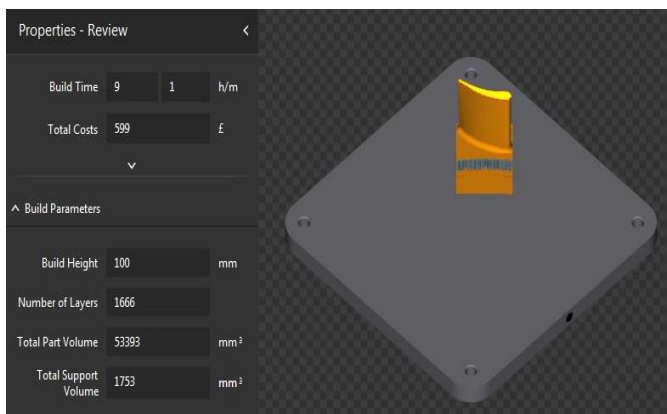 Properties - Review <
Build Time 9 1 h/m
Total Costs 599 £
Build Parameters
Build Height 100 mm
Number of Layers 1666
Total Part Volume 53393 mm³
Total Support
Volume 1753 mm³